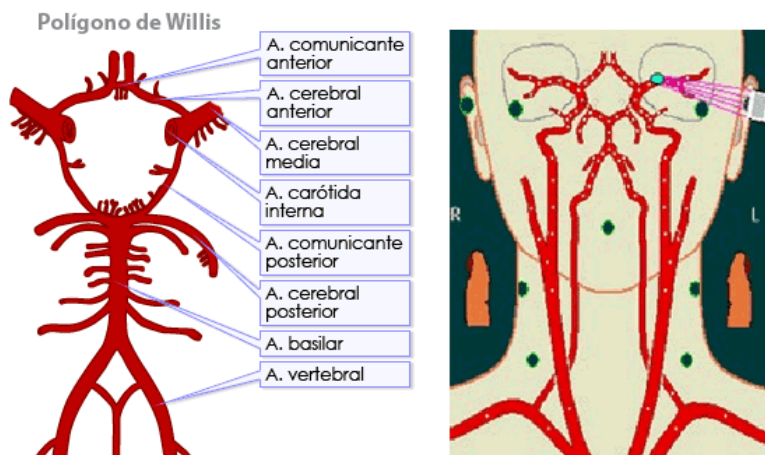 Polígono de Willis
A. comunicante
anterior
A. cerebral
anterior
A. cerebral
media
A. carótida
interna
A. comunicante
posterior
A. cerebral
posterior
A. basilar
A. vertebral
R
L